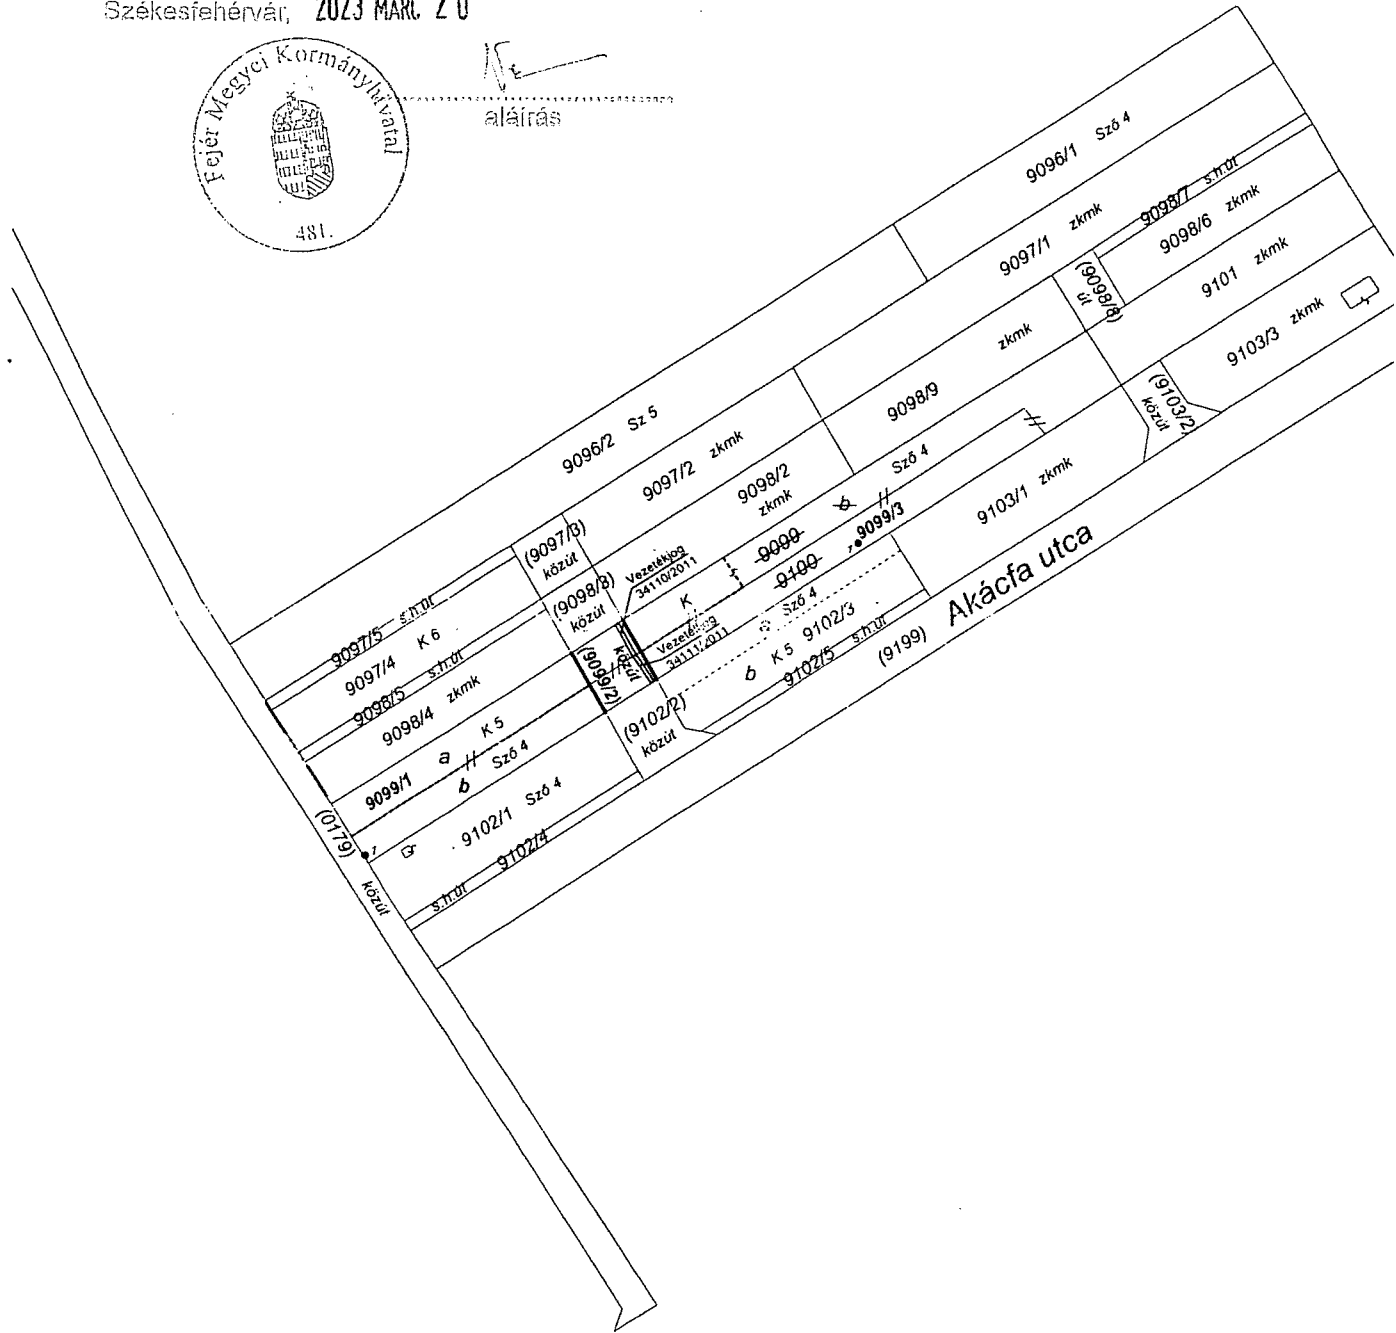 Székesfehérvár, 2023 MÁRC 20
Fejér Megyei Kormányhivatal
481.
aláírás
9096/1 Sző 4
9097/1 zkmk
9098/7 s.h.út
9098/6 zkmk
(9098/8)
út
9101 zkmk
9103/3 zkmk
(9103/2)
közút
9096/2 Sz 5
9097/2 zkmk
9098/9 zkmk
9098/2
zkmk
9099 b Sző 4
9100
9099/3
Sző 4
9103/1 zkmk
Akácfa utca
(9199)
(9097/3)
közút
(9098/3)
közút
Vezetékjog
34110/2011
K
Vezetékjog
34111/2011
(9099/2)
közút
b K 5 9102/3
9102/5 s.h.út
(9102/2)
közút
9097/5 s.h.út
9097/4 K 6
9098/5 s.h.út
9098/4 zkmk
9099/1 a K 5
b Sző 4
9102/1 Sző 4
s.h.út 9102/4
(0179)
közút